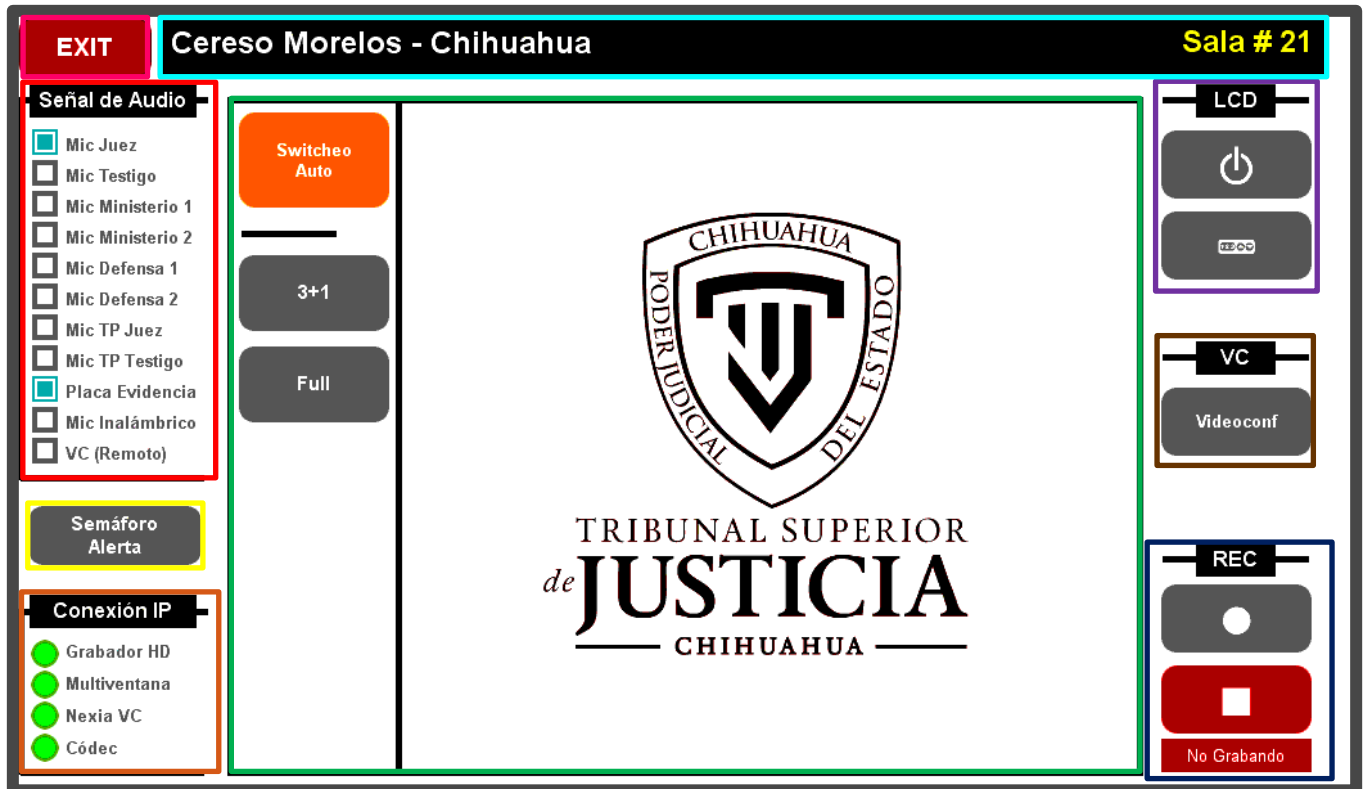 EXIT
Cereso Morelos - Chihuahua
Sala # 21
Señal de Audio
Mic Juez
Mic Testigo
Mic Ministerio 1
Mic Ministerio 2
Mic Defensa 1
Mic Defensa 2
Mic TP Juez
Mic TP Testigo
Placa Evidencia
Mic Inalámbrico
VC (Remoto)
Semáforo
Alerta
Conexión IP
Grabador HD
Multiventana
Nexia VC
Códec
Switcheo
Auto
3+1
Full
CHIHUAHUA
PODER JUDICIAL
DEL ESTADO
TRIBUNAL SUPERIOR
de JUSTICIA
CHIHUAHUA
LCD
VC
Videoconf
REC
No Grabando